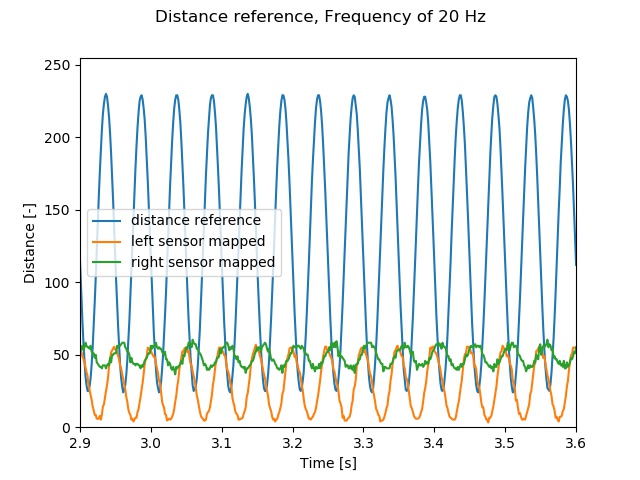 Distance reference, Frequency of 20 Hz
250
200
150
100
50
0
Distance [-]
distance reference
left sensor mapped
right sensor mapped
2.9 3.0 3.1 3.2 3.3 3.4 3.5 3.6
Time [s]